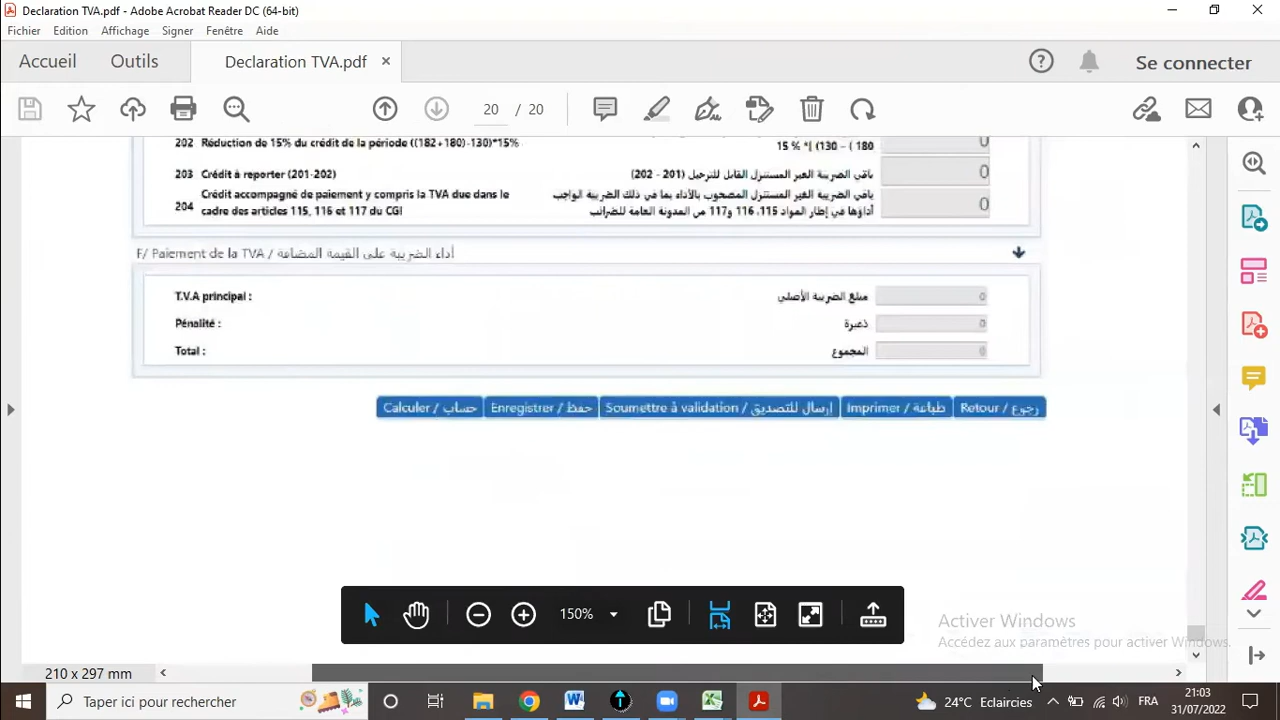 Declaration TVA.pdf - Adobe Acrobat Reader DC (64-bit)
Fichier Edition Affichage Signer Fenêtre Aide
Accueil Outils Declaration TVA.pdf × Se connecter
20 / 20
202 Réduction de 15% du crédit de la période ((182+180)-130)*15% 0
15 % *[ (130) – ( 180
203 Crédit à reporter (201-202) باقي الضريبة الغير المستنزل القابل للترحيل (201 - 202) 0
Crédit accompagné de paiement y compris la TVA due dans le باقي الضريبة الغير المستنزل المصحوب بالأداء بما في ذلك الضريبة الواجب
204 cadre des articles 115, 116 et 117 du CGI أداؤها في إطار المواد 115، 116 و117 من المدونة العامة للضرائب 0
F/ Paiement de la TVA / أداء الضريبة على القيمة المضافة
T.V.A principal : مبلغ الضريبة الأصلي 0
Pénalité : ذعيرة 0
Total : المجموع 0
Calculer / حساب Enregistrer / حفظ Soumettre à validation / إرسال للتصديق Imprimer / طباعة Retour / رجوع
150%
Activer Windows
Accédez aux paramètres pour activer Windows.
210 x 297 mm
Taper ici pour rechercher 24°C Eclaircies FRA 21:03
31/07/2022